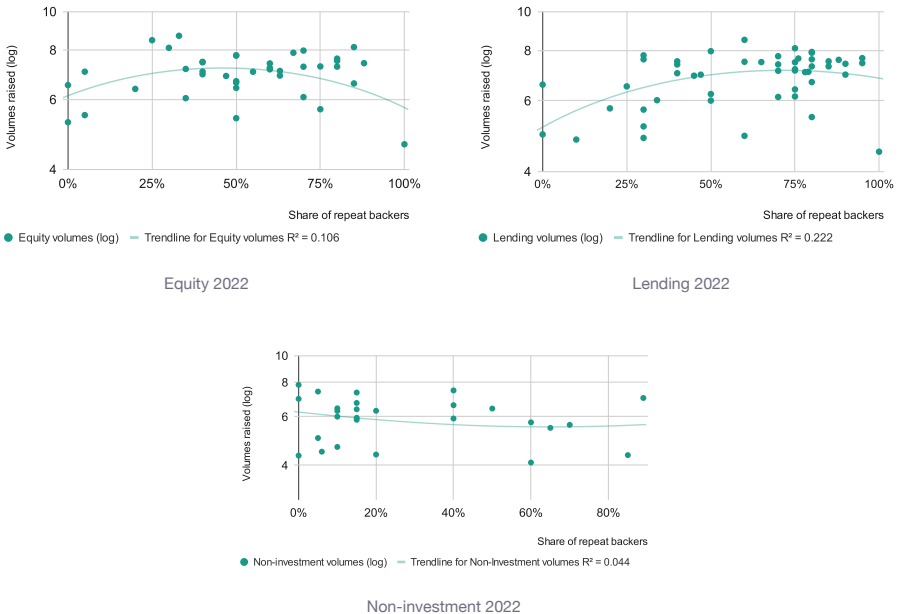 10
8
6
4
Volumes raised (log)
0%
25%
50%
75%
100%
Share of repeat backers
Equity volumes (log)
Trendline for Equity volumes R² = 0.106
Equity 2022
10
8
6
4
Volumes raised (log)
0%
25%
50%
75%
100%
Share of repeat backers
Lending volumes (log)
Trendline for Lending volumes R² = 0.222
Lending 2022
10
8
6
4
Volumes raised (log)
0%
20%
40%
60%
80%
Share of repeat backers
Non-investment volumes (log)
Trendline for Non-Investment volumes R² = 0.044
Non-investment 2022